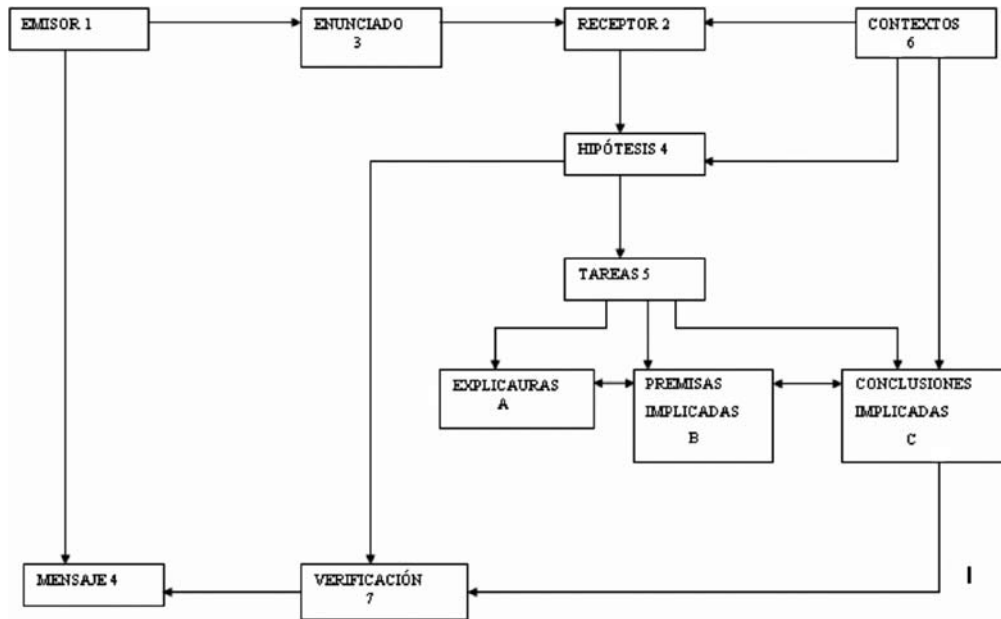 EMISOR 1
ENUNCIADO
3
RECEPTOR 2
CONTEXTOS
6
HIPÓTESIS 4
TAREAS 5
EXPLICAURAS
A
PREMISAS
IMPLICADAS
B
CONCLUSIONES
IMPLICADAS
C
MENSAJE 4
VERIFICACIÓN
7
I